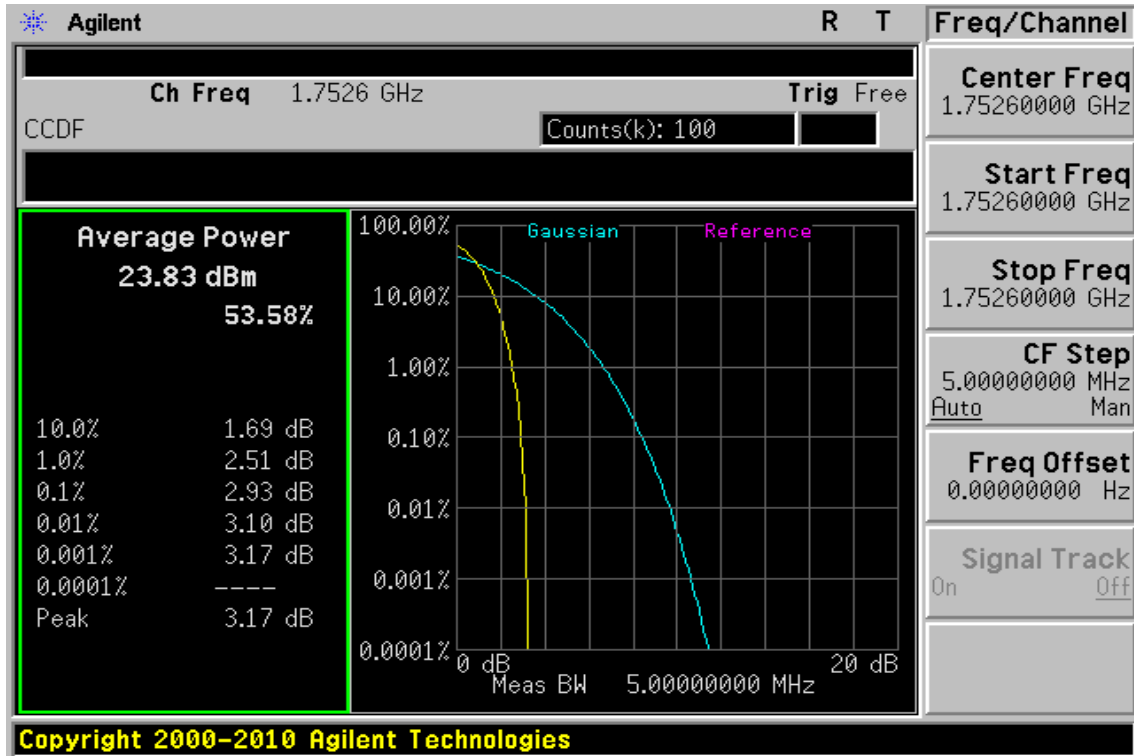 Agilent R T
Ch Freq 1.7526 GHz Trig Free
CCDF Counts(k): 100
Average Power
23.83 dBm
53.58%
10.0% 1.69 dB
1.0% 2.51 dB
0.1% 2.93 dB
0.01% 3.10 dB
0.001% 3.17 dB
0.0001% ----
Peak 3.17 dB
Gaussian Reference
100.00%
10.00%
1.00%
0.10%
0.01%
0.001%
0.0001%
0 dB 20 dB
Meas BW 5.00000000 MHz
Freq/Channel
Center Freq
1.75260000 GHz
Start Freq
1.75260000 GHz
Stop Freq
1.75260000 GHz
CF Step
5.00000000 MHz
Auto Man
Freq Offset
0.00000000 Hz
Signal Track
On Off
Copyright 2000-2010 Agilent Technologies